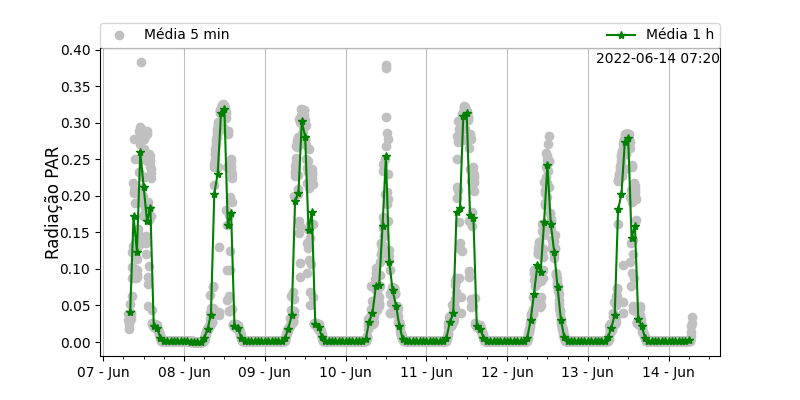 Média 5 min
Média 1 h
2022-06-14 07:20
Radiação PAR
0.40
0.35
0.30
0.25
0.20
0.15
0.10
0.05
0.00
07 - Jun
08 - Jun
09 - Jun
10 - Jun
11 - Jun
12 - Jun
13 - Jun
14 - Jun